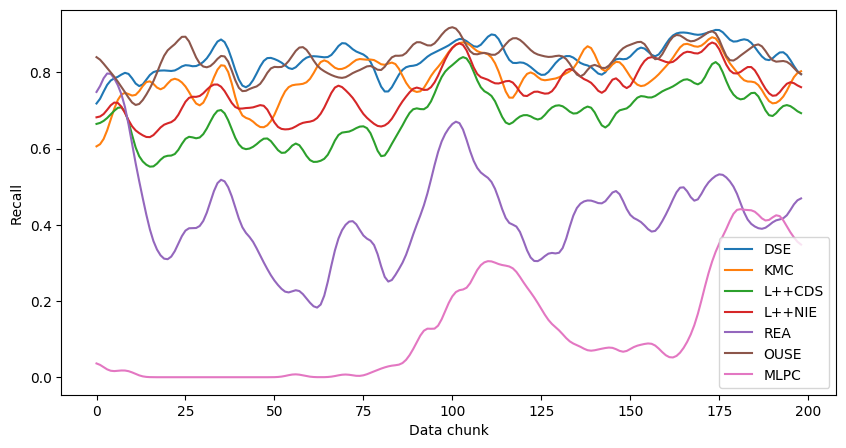 Recall
0.8
0.6
0.4
0.2
0.0
0 25 50 75 100 125 150 175 200
Data chunk
DSE
KMC
L++CDS
L++NIE
REA
OUSE
MLPC